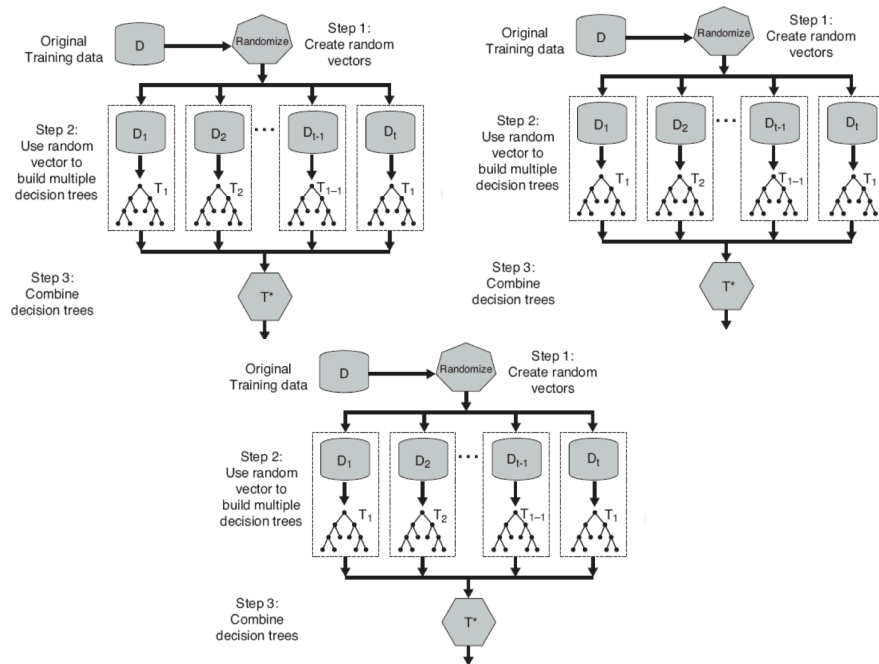 Original
Training data
D
Randomize
Step 1:
Create random
vectors
Step 2:
Use random
vector to
build multiple
decision trees
D1
D2
...
Dt-1
Dt
T1
T2
T1–1
T1
Step 3:
Combine
decision trees
T*
Original
Training data
D
Randomize
Step 1:
Create random
vectors
Step 2:
Use random
vector to
build multiple
decision trees
D1
D2
...
Dt-1
Dt
T1
T2
T1–1
T1
Step 3:
Combine
decision trees
T*
Original
Training data
D
Randomize
Step 1:
Create random
vectors
Step 2:
Use random
vector to
build multiple
decision trees
D1
D2
...
Dt-1
Dt
T1
T2
T1–1
T1
Step 3:
Combine
decision trees
T*